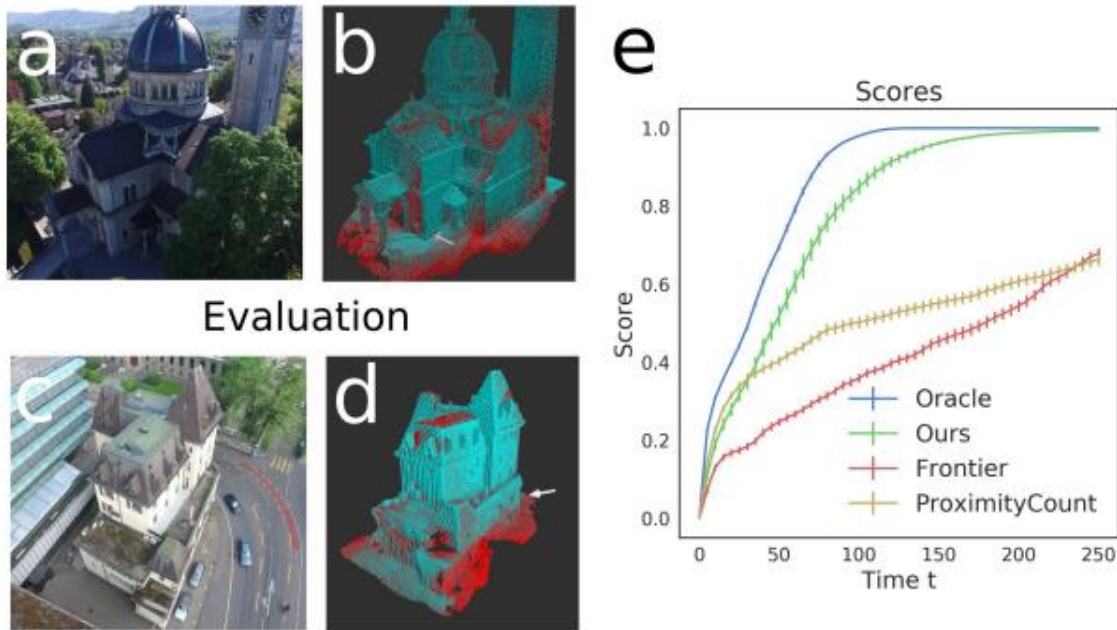 a
b
Evaluation
c
d
e
Scores
Score
1.0
0.8
0.6
0.4
0.2
0.0
Oracle
Ours
Frontier
ProximityCount
0 50 100 150 200 250
Time t